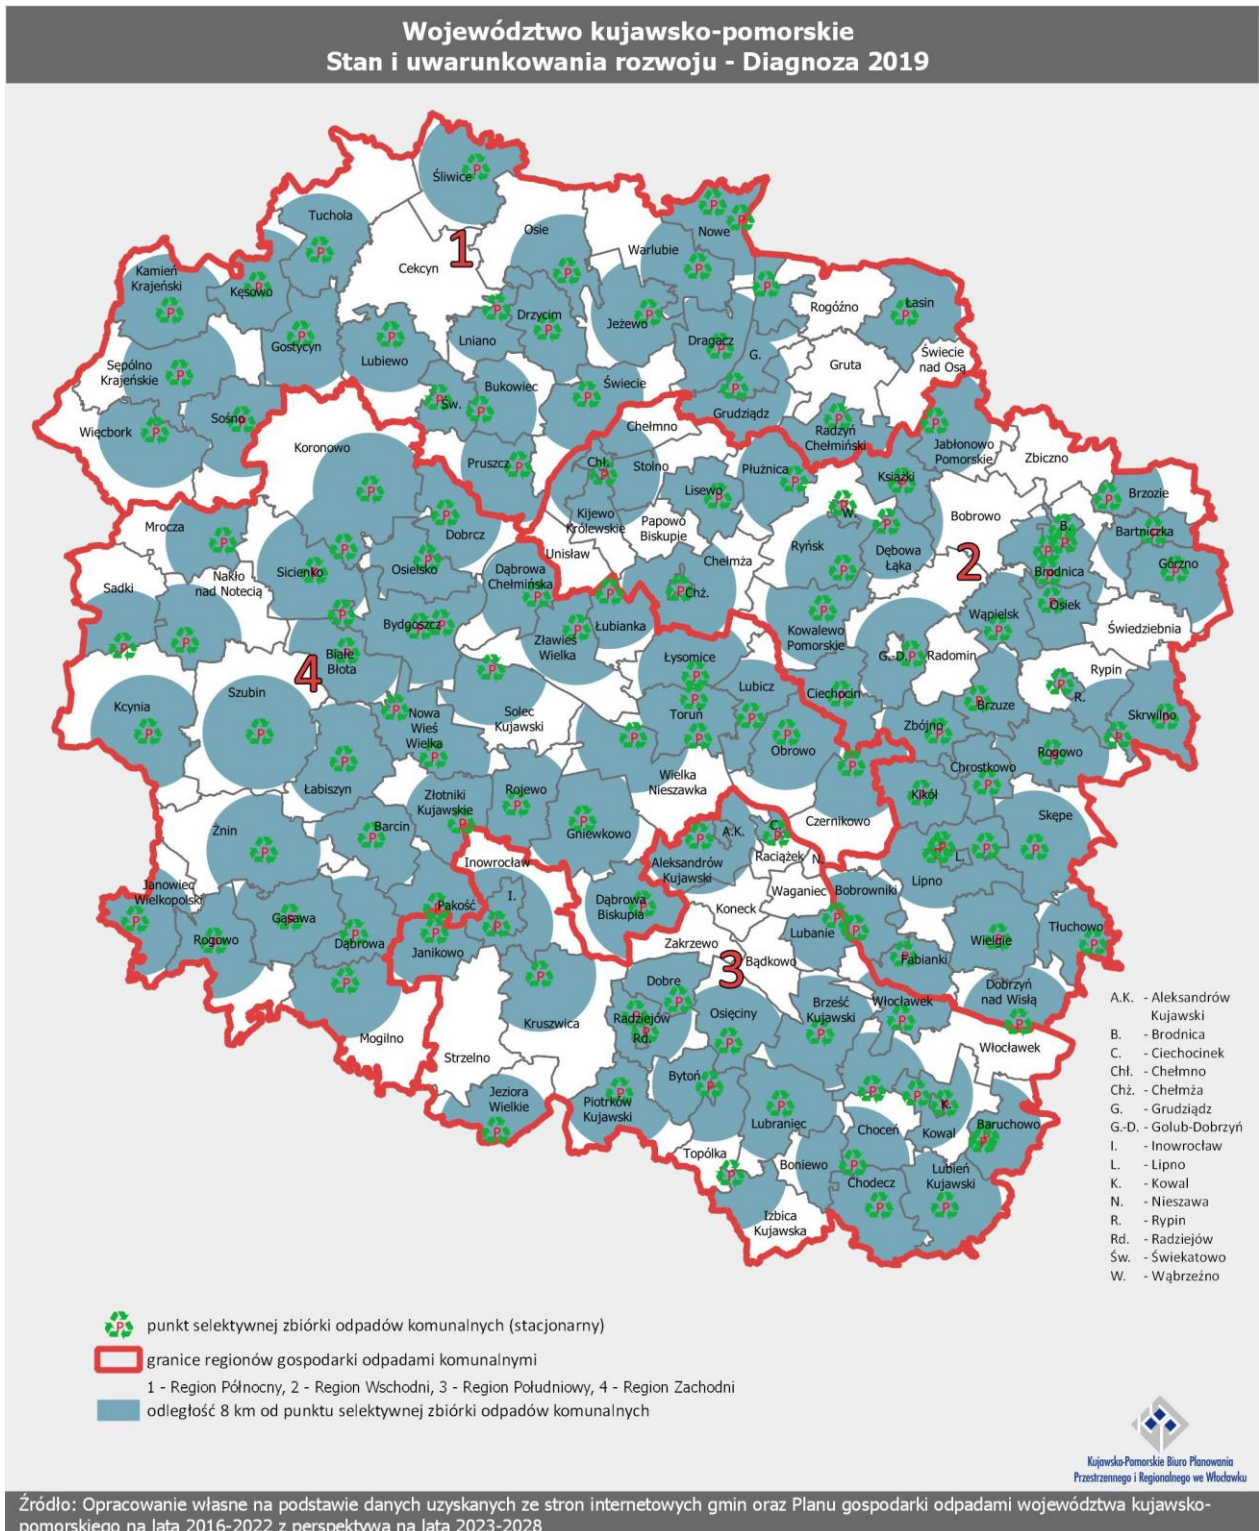 Województwo kujawsko-pomorskie
Stan i uwarunkowania rozwoju - Diagnoza 2019
Śliwice
Tuchola
Osie
Nowe
Warlubie
1
Cekcyn
Kamień
Krajeński
Kęsowo
Rogóźno
Łasin
Drzycim
Jeżewo
Gostycyn
Lniano
Dragacz
G.
Lubiewo
Gruta
Świecie
nad Osą
Sępólno
Krajeńskie
Św.
Bukowiec
Świecie
Grudziądz
Więcbork
Sośno
Radzyń
Chełmiński
Chełmno
Koronowo
Jabłonowo
Pomorskie
Zbiczno
Pruszcz
Chł.
Stolno
Płużnica
Książki
Lisewo
Brzozie
Mrocza
Dobrcz
Kijewo
Królewskie
Papowo
Biskupie
W.
Bobrowo
B.
Bartniczka
Unisław
Ryńsk
Dębowa
Łąka
2
Sicienko
Osielsko
Dąbrowa
Chełmińska
Chełmża
Brodnica
Górzno
Sadki
Nakło
nad Notecią
Chż.
Osiek
Bydgoszcz
Zławieś
Wielka
Łubianka
Kowalewo
Pomorskie
Wąpielsk
Świedziebnia
Białe
Błota
4
Łysomice
G.-D.
Radomin
Rypin
Szubin
Kcynia
Lubicz
Ciechocin
R.
Nowa
Wieś
Wielka
Solec
Kujawski
Toruń
Brzuze
Skrwilno
Zbójno
Obrowo
Rogowo
Łabiszyn
Wielka
Nieszawka
Chrostkowo
Złotniki
Kujawskie
Rojewo
Kikół
Żnin
Barcin
Gniewkowo
Czernikowo
Skępe
A.K.
C.
Raciążek
N.
Inowrocław
Aleksandrów
Kujawski
L.
Lipno
Janowiec
Wielkopolski
Waganiec
Bobrowniki
Pakość
I.
Dąbrowa
Biskupia
Koneck
Gąsawa
Rogowo
Dąbrowa
Janikowo
Lubanie
Wielgie
Tłuchowo
Zakrzewo
3
Bądkowo
Fabianki
Dobre
Dobrzyń
nad Wisłą
Kruszwica
Radziejów
Rd.
Osięciny
Brześć
Kujawski
Włocławek
Mogilno
Strzelno
Włocławek
Bytoń
Jeziora
Wielkie
Piotrków
Kujawski
Lubraniec
K.
Kowal
Baruchowo
Choceń
Topólka
Boniewo
Chodecz
Lubień
Kujawski
Izbica
Kujawska
A.K. - Aleksandrów
Kujawski
B. - Brodnica
C. - Ciechocinek
Chł. - Chełmno
Chż. - Chełmża
G. - Grudziądz
G.-D. - Golub-Dobrzyń
I. - Inowrocław
L. - Lipno
K. - Kowal
N. - Nieszawa
R. - Rypin
Rd. - Radziejów
Św. - Świekatowo
W. - Wąbrzeźno
P punkt selektywnej zbiórki odpadów komunalnych (stacjonarny)
granice regionów gospodarki odpadami komunalnymi
1 - Region Północny, 2 - Region Wschodni, 3 - Region Południowy, 4 - Region Zachodni
odległość 8 km od punktu selektywnej zbiórki odpadów komunalnych
Kujawsko-Pomorskie Biuro Planowania
Przestrzennego i Regionalnego we Włocławku
Źródło: Opracowanie własne na podstawie danych uzyskanych ze stron internetowych gmin oraz Planu gospodarki odpadami województwa kujawsko-
pomorskiego na lata 2016-2022 z perspektywą na lata 2023-2028